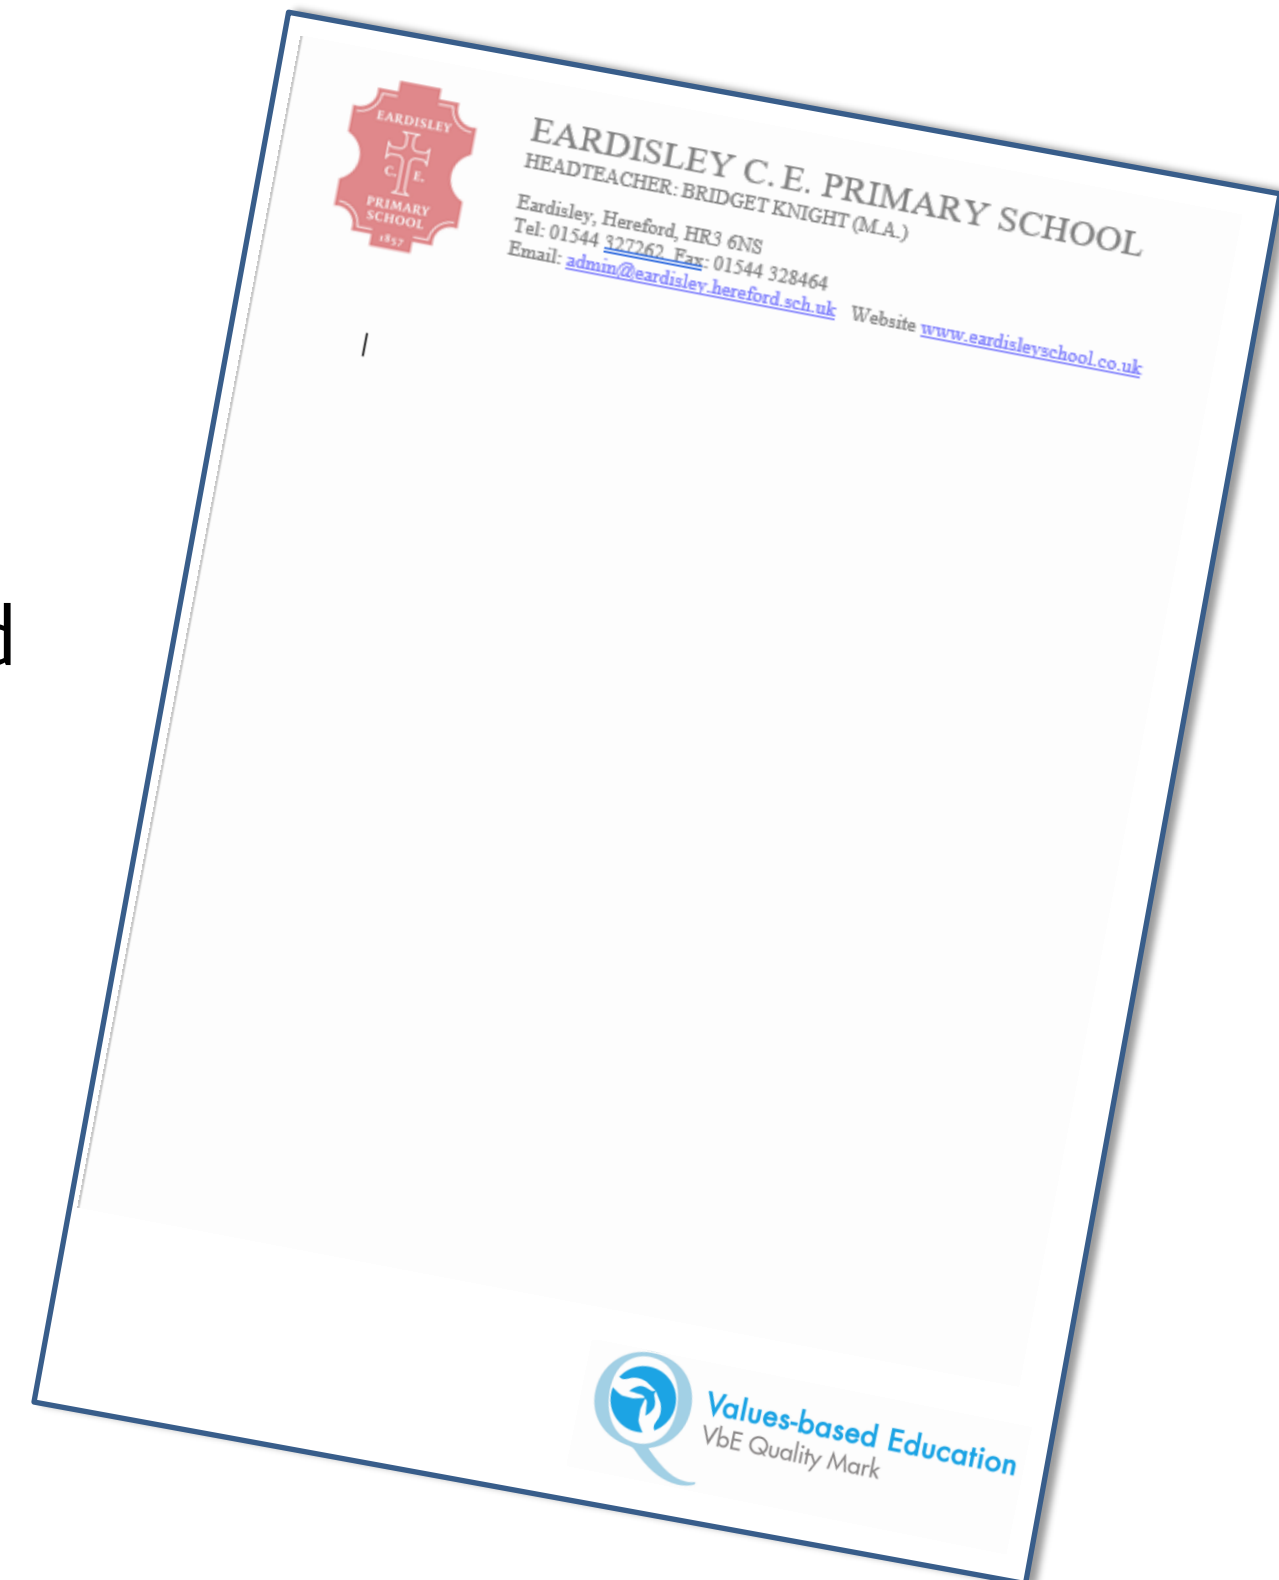 EARDISLEY
C. E.
PRIMARY
SCHOOL
1857
EARDISLEY C. E. PRIMARY SCHOOL
HEADTEACHER: BRIDGET KNIGHT (M.A.)
Eardisley, Hereford, HR3 6NS
Tel: 01544 327262 Fax: 01544 328464
Email: admin@eardisley.hereford.sch.uk Website www.eardisleyschool.co.uk
d
Values-based Education
VbE Quality Mark